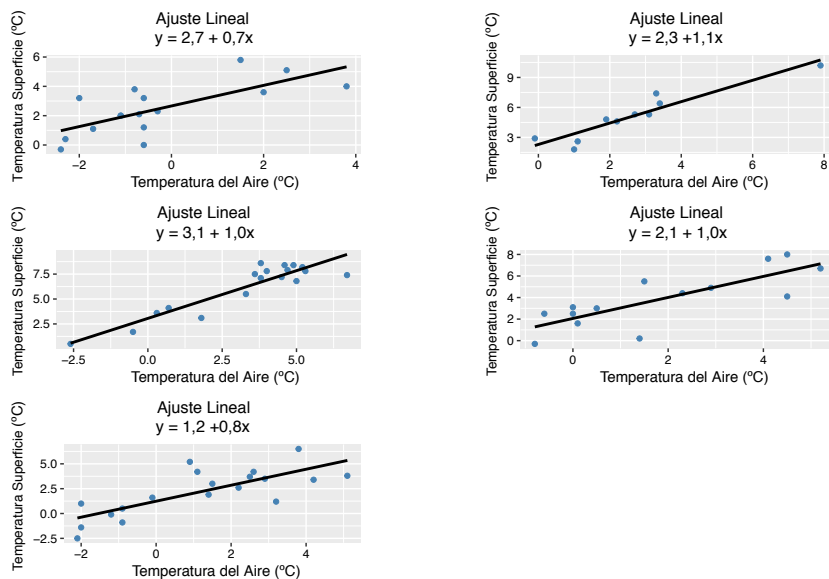 Ajuste Lineal
y = 2,7 + 0,7x
Temperatura Superficie (ºC)
6
4
2
0
−2
0
2
4
Temperatura del Aire (ºC)
Ajuste Lineal
y = 2,3 +1,1x
Temperatura Superficie (ºC)
9
6
3
0
2
4
6
8
Temperatura del Aire (ºC)
Ajuste Lineal
y = 3,1 + 1,0x
Temperatura Superficie (ºC)
7.5
5.0
2.5
−2.5
0.0
2.5
5.0
Temperatura del Aire (ºC)
Ajuste Lineal
y = 2,1 + 1,0x
Temperatura Superficie (ºC)
8
6
4
2
0
0
2
4
Temperatura del Aire (ºC)
Ajuste Lineal
y = 1,2 +0,8x
Temperatura Superficie (ºC)
5.0
2.5
0.0
−2.5
−2
0
2
4
Temperatura del Aire (ºC)